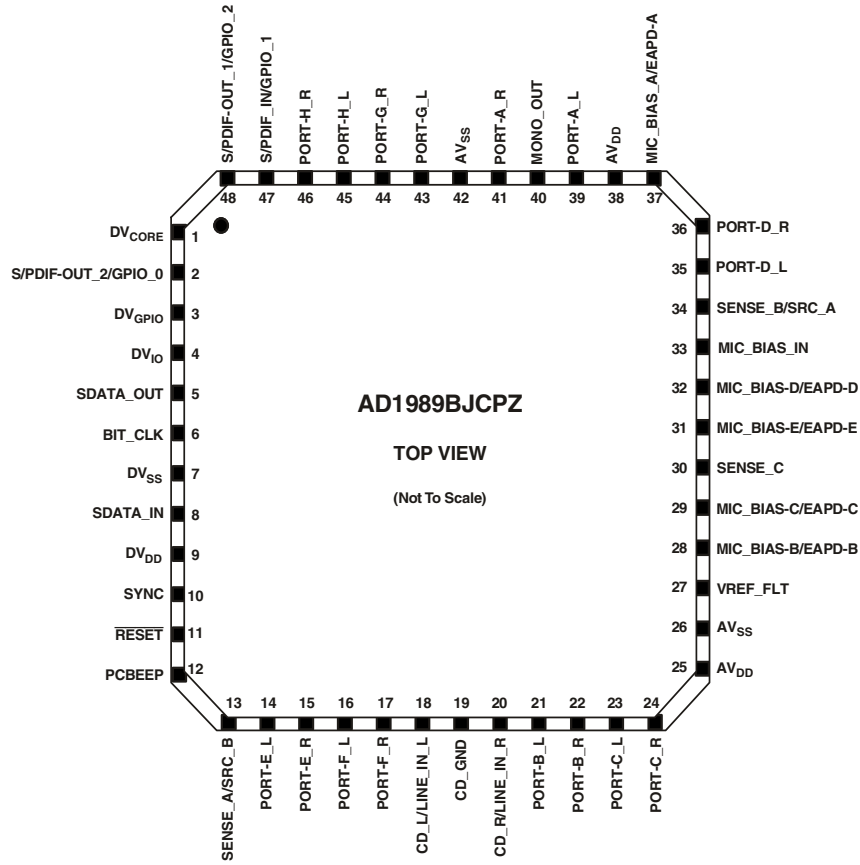 S/PDIF-OUT_1/GPIO_2
S/PDIF_IN/GPIO_1
PORT-H_R
PORT-H_L
PORT-G_R
PORT-G_L
AVSS
PORT-A_R
MONO_OUT
PORT-A_L
AVDD
MIC_BIAS_A/EAPD-A
48 47 46 45 44 43 42 41 40 39 38 37
DVCORE 1
S/PDIF-OUT_2/GPIO_0 2
DVGPIO 3
DVIO 4
SDATA_OUT 5
BIT_CLK 6
DVSS 7
SDATA_IN 8
DVDD 9
SYNC 10
RESET 11
PCBEEP 12
AD1989BJCPZ
TOP VIEW
(Not To Scale)
36 PORT-D_R
35 PORT-D_L
34 SENSE_B/SRC_A
33 MIC_BIAS_IN
32 MIC_BIAS-D/EAPD-D
31 MIC_BIAS-E/EAPD-E
30 SENSE_C
29 MIC_BIAS-C/EAPD-C
28 MIC_BIAS-B/EAPD-B
27 VREF_FLT
26 AVSS
25 AVDD
13 14 15 16 17 18 19 20 21 22 23 24
SENSE_A/SRC_B
PORT-E_L
PORT-E_R
PORT-F_L
PORT-F_R
CD_L/LINE_IN_L
CD_GND
CD_R/LINE_IN_R
PORT-B_L
PORT-B_R
PORT-C_L
PORT-C_R